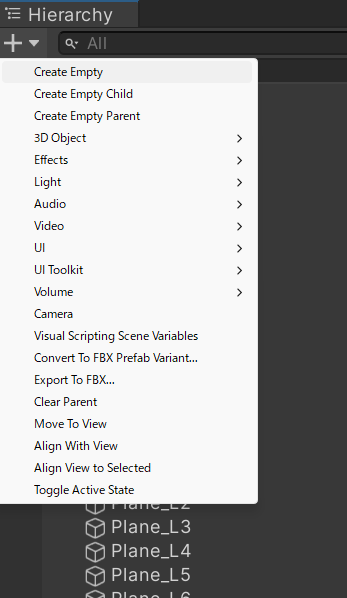 Hierarchy
All
Create Empty
Create Empty Child
Create Empty Parent
3D Object
Effects
Light
Audio
Video
UI
UI Toolkit
Volume
Camera
Visual Scripting Scene Variables
Convert To FBX Prefab Variant...
Export To FBX...
Clear Parent
Move To View
Align With View
Align View to Selected
Toggle Active State
Plane_L2
Plane_L3
Plane_L4
Plane_L5
Plane_L6